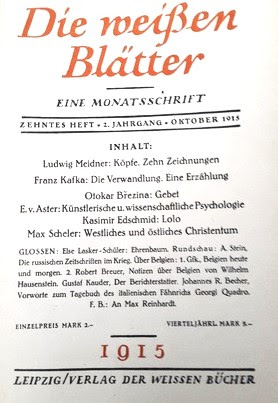 Die weißen
Blätter
EINE MONATSSCHRIFT
ZEHNTES HEFT • 2. JAHRGANG • OKTOBER 1915
INHALT:
Ludwig Meidner: Köpfe. Zehn Zeichnungen
Franz Kafka: Die Verwandlung. Eine Erzählung
Otokar Březina: Gebet
E. v. Aster: Künstlerische u. wissenschaftliche Psychologie
Kasimir Edschmid: Lolo
Max Scheler: Westliches und östliches Christentum
GLOSSEN: Else Lasker-Schüler: Ehrenbaum. Rundschau: A. Stein,
Die russischen Zeitschriften im Krieg. Über Belgien: 1. Gfk., Belgien heute
und morgen. 2. Robert Breuer, Notizen über Belgien von Wilhelm
Hausenstein. Gustaf Kauder, Der Berichterstatter. Johannes R. Becher,
Vorworte zum Tagebuch des italienischen Fähnrichs Georgi Quadro.
F. B.: An Max Reinhardt.
EINZELPREIS MARK 2.– VIERTELJÄHRL. MARK 5.–
1915
LEIPZIG/VERLAG DER WEISSEN BÜCHER